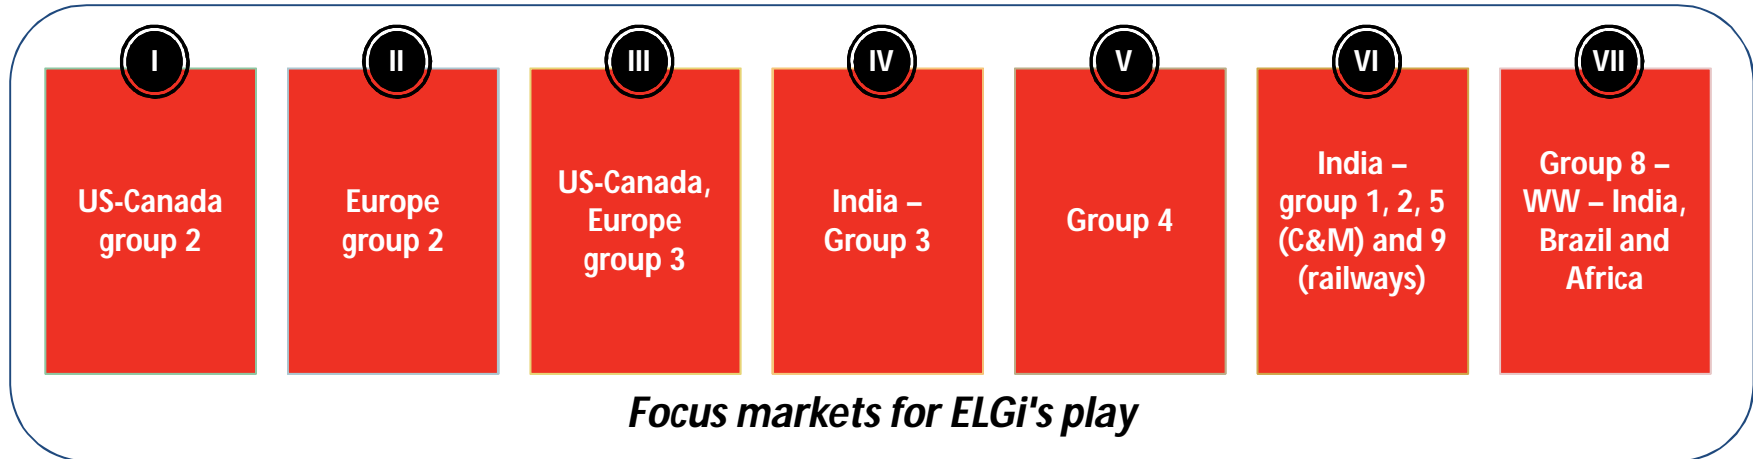 I
US-Canada
group 2
II
Europe
group 2
III
US-Canada,
Europe
group 3
IV
India –
Group 3
V
Group 4
VI
India –
group 1, 2, 5
(C&M) and 9
(railways)
VII
Group 8 –
WW – India,
Brazil and
Africa
Focus markets for ELGi's play